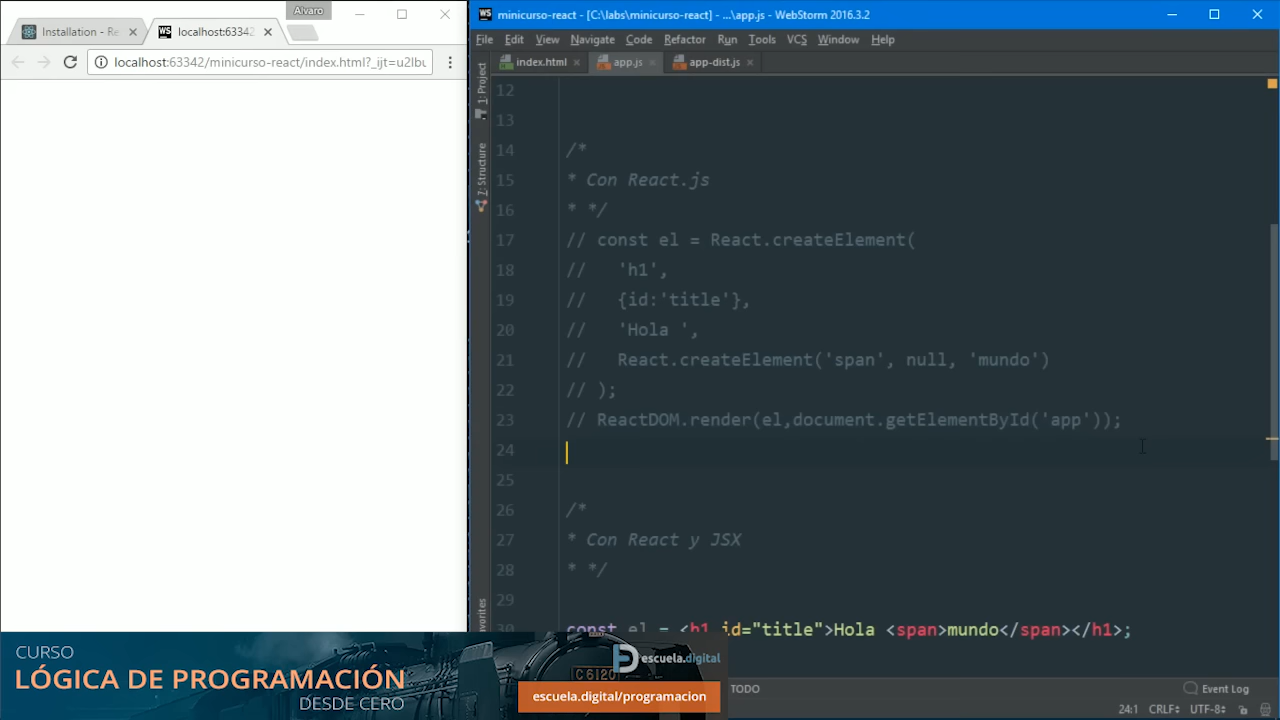 Alvaro
Installation - Re
localhost:63342
localhost:63342/minicurso-react/index.html?_ijt=u2lbu
WS minicurso-react - [C:\labs\minicurso-react] - ...\app.js - WebStorm 2016.3.2
File Edit View Navigate Code Refactor Run Tools VCS Window Help
index.html app.js app-dist.js
1: Project
7: Structure
12
13
14 /*
15 * Con React.js
16 * */
17 // const el = React.createElement(
18 // 'h1',
19 // {id:'title'},
20 // 'Hola ',
21 // React.createElement('span', null, 'mundo')
22 // );
23 // ReactDOM.render(el,document.getElementById('app'));
24
25
26 /*
27 * Con React y JSX
28 * */
29
30 const el = <h1 id="title">Hola <span>mundo</span></h1>;
CURSO
LÓGICA DE PROGRAMACIÓN
DESDE CERO
C6120
escuela.digital
escuela.digital/programacion
TODO
Event Log
24:1 CRLF UTF-8